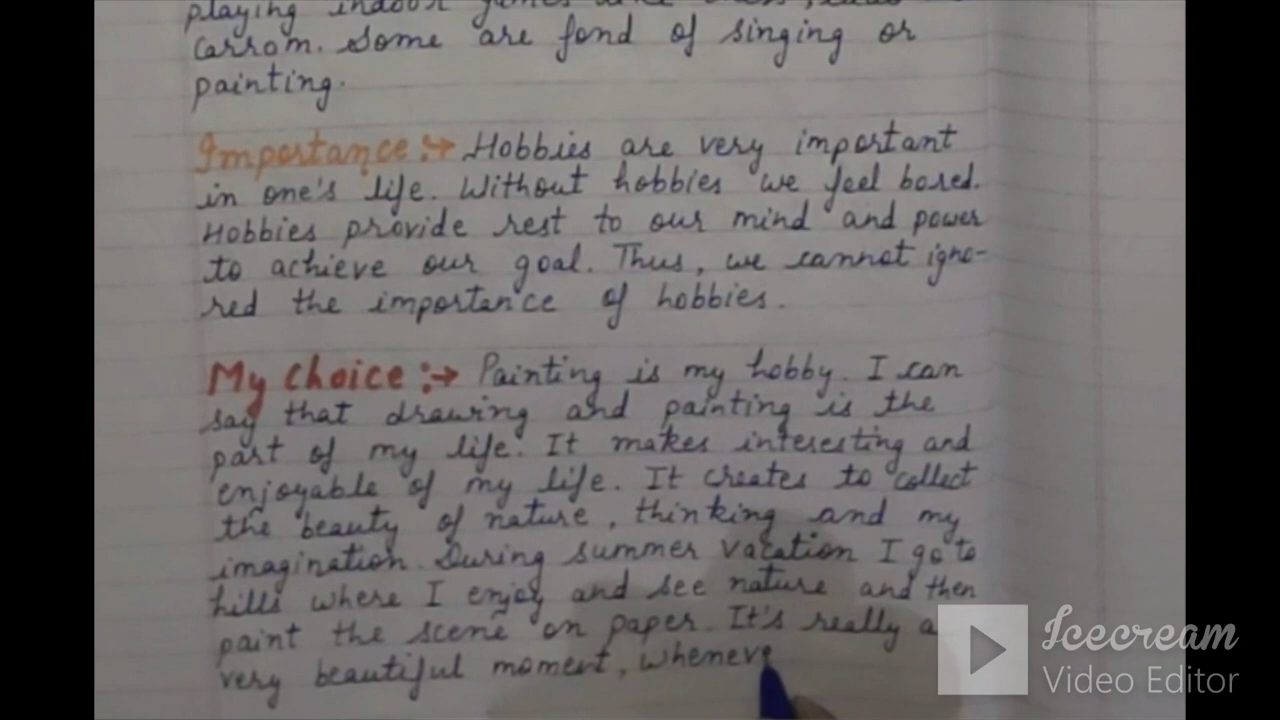 playing indoor games like chess,
carrom. Some are fond of singing or
painting.
Importance :→ Hobbies are very important
in one's life. Without hobbies we feel bored.
Hobbies provide rest to our mind and power
to achieve our goal. Thus, we cannot igno-
red the importance of hobbies.
My Choice :→ Painting is my hobby. I can
say that drawing and painting is the
part of my life. It makes interesting and
enjoyable of my life. It creates to collect
the beauty of nature, thinking and my
imagination. During summer vacation I go to
hills where I enjoy and see nature and then
paint the scene on paper. It's really a
very beautiful moment, wheneve
Icecream
Video Editor